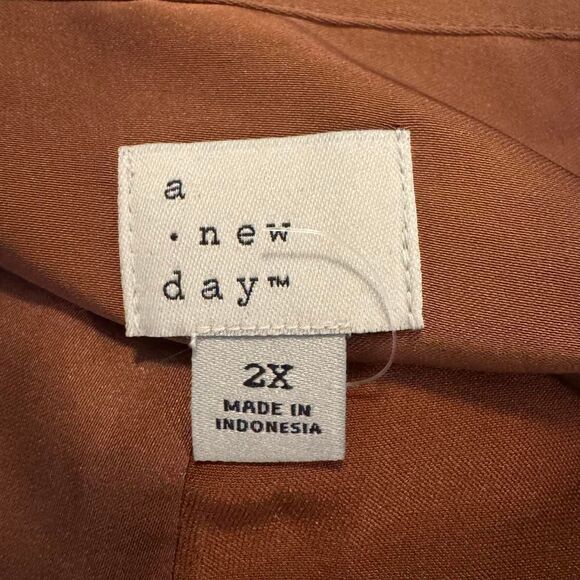 a
· new
day™
2X
MADE IN
INDONESIA